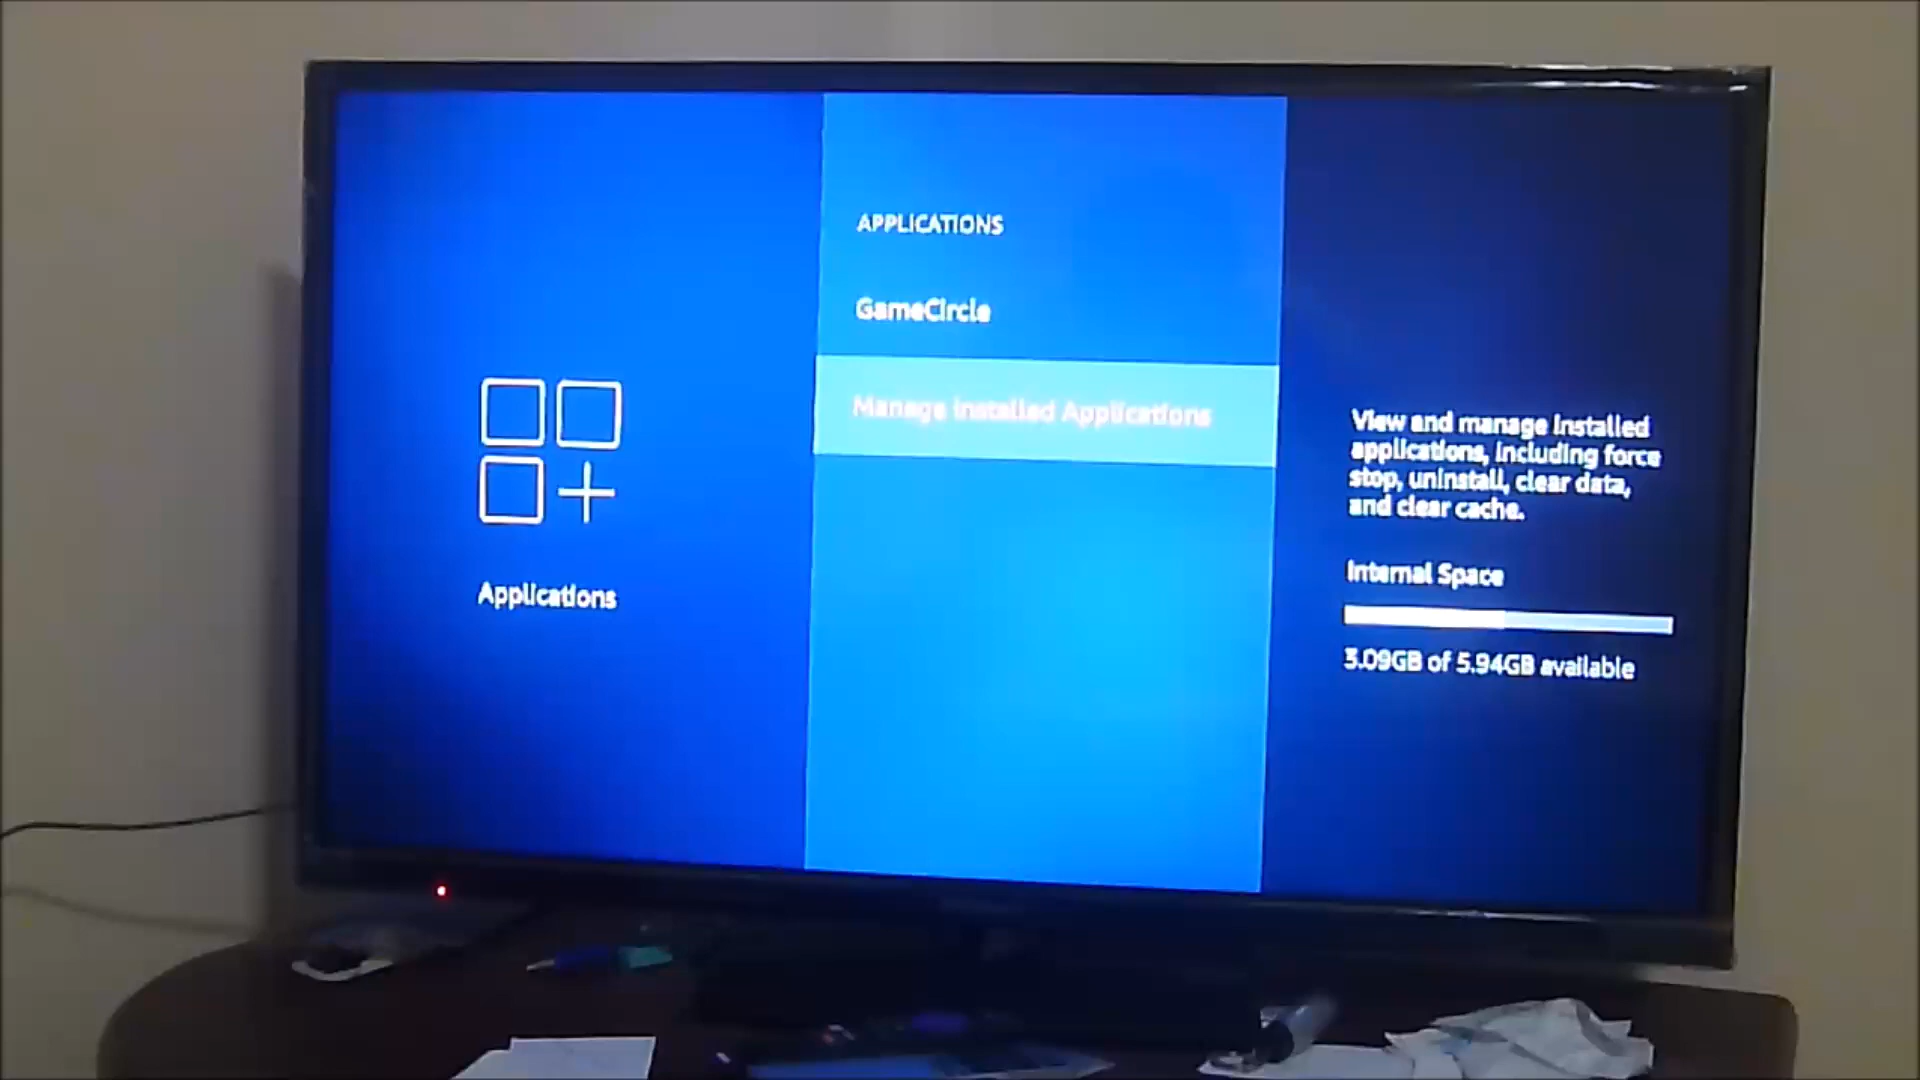 APPLICATIONS
GameCircle
Manage Installed Applications
Applications
View and manage installed
applications, including force
stop, uninstall, clear data,
and clear cache.
Internal Space
3.09GB of 5.94GB available